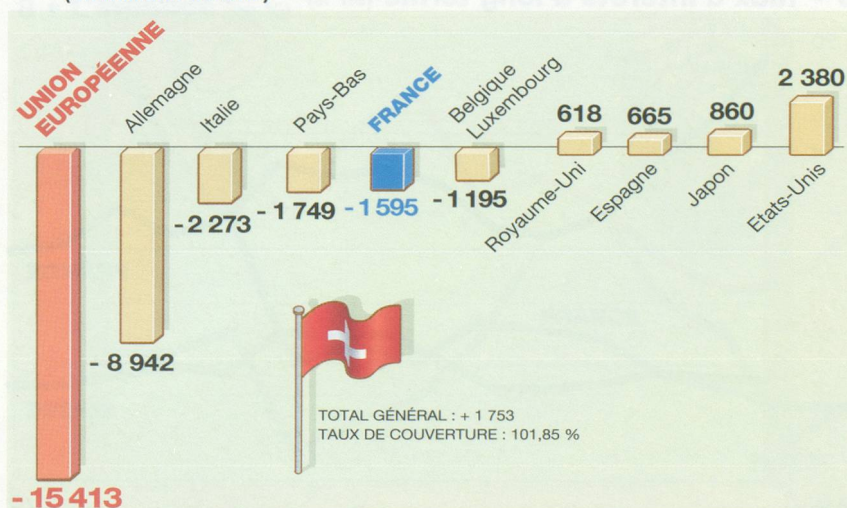 UNION
EUROPÉENNE
Allemagne
Italie
Pays-Bas
FRANCE
Belgique
Luxembourg
618
665
860
2 380
Royaume-Uni
Espagne
Japon
Etats-Unis
- 15 413
- 8 942
- 2 273
- 1 749
- 1 595
- 1 195
TOTAL GÉNÉRAL : + 1 753
TAUX DE COUVERTURE : 101,85 %